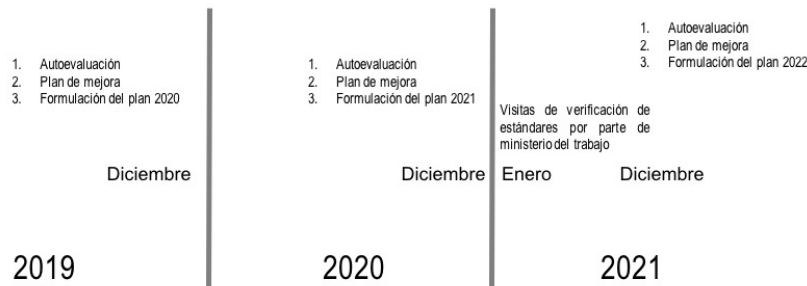 1. Autoevaluación
2. Plan de mejora
3. Formulación del plan 2020
Diciembre
2019
1. Autoevaluación
2. Plan de mejora
3. Formulación del plan 2021
Diciembre
2020
1. Autoevaluación
2. Plan de mejora
3. Formulación del plan 2022
Visitas de verificación de
estándares por parte de
ministerio del trabajo
Enero Diciembre
2021